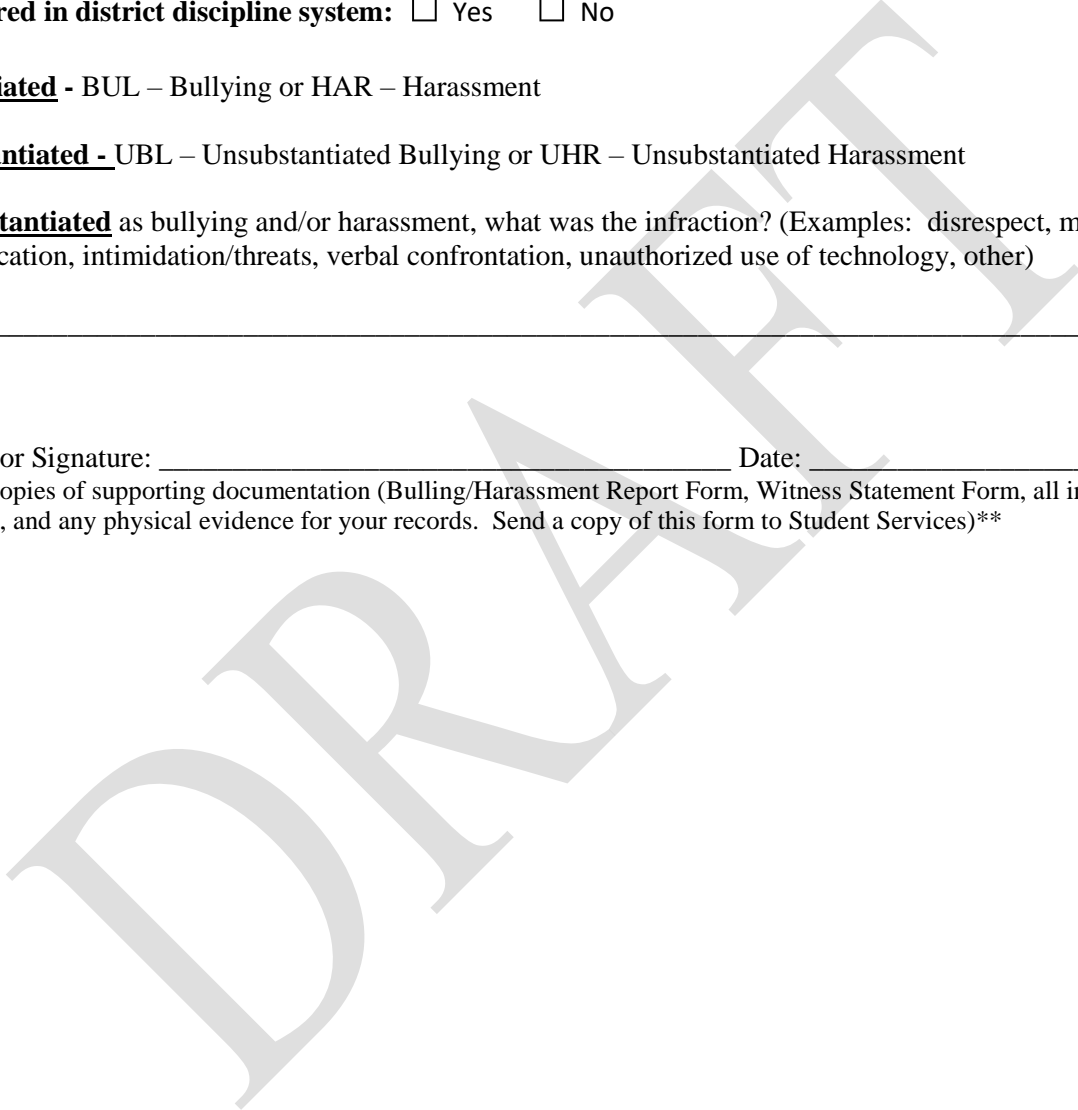 red in district discipline system: ☐ Yes ☐ No
iated - BUL – Bullying or HAR – Harassment
ntiated - UBL – Unsubstantiated Bullying or UHR – Unsubstantiated Harassment
tantiated as bullying and/or harassment, what was the infraction? (Examples: disrespect, m
cation, intimidation/threats, verbal confrontation, unauthorized use of technology, other)
or Signature: ______________________________________ Date: __________________
opies of supporting documentation (Bulling/Harassment Report Form, Witness Statement Form, all
, and any physical evidence for your records. Send a copy of this form to Student Services)**
DRAFT